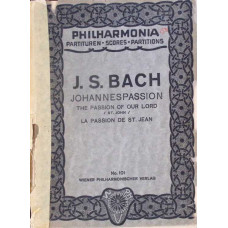 PHILHARMONIA
PARTITUREN • SCORES • PARTITIONS
J. S. BACH
JOHANNESPASSION
THE PASSION OF OUR LORD
( ST. JOHN )
LA PASSION DE ST. JEAN
No. 101
WIENER PHILHARMONISCHER VERLAG